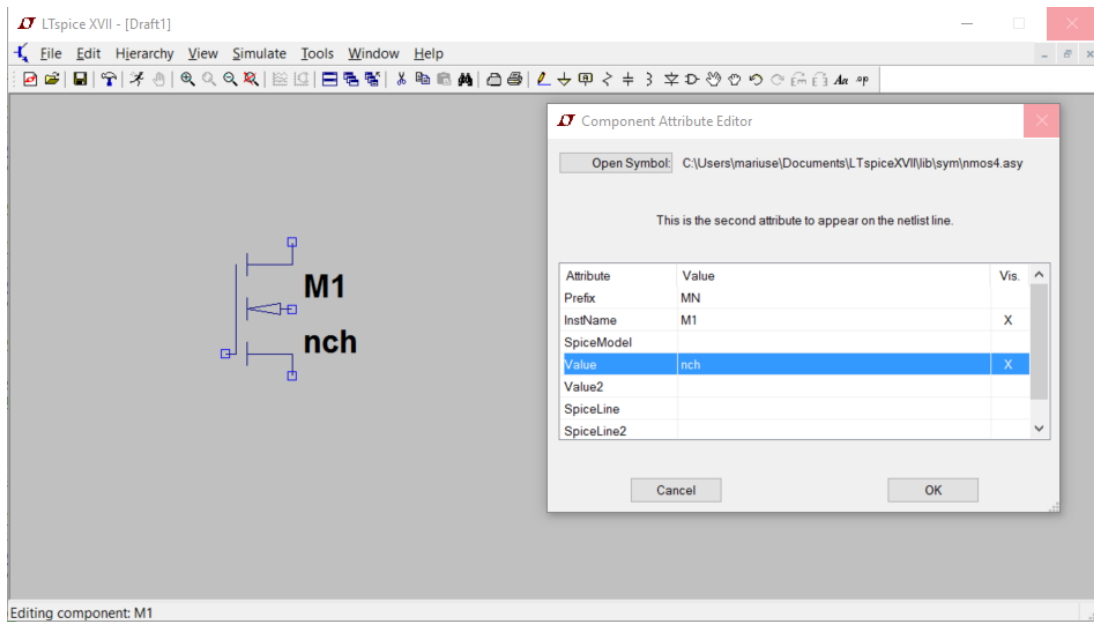 LTspice XVII - [Draft1]
File Edit Hierarchy View Simulate Tools Window Help
Aa .op
M1
nch
Component Attribute Editor
Open Symbol: C:\Users\mariuse\Documents\LTspiceXVII\lib\sym\nmos4.asy
This is the second attribute to appear on the netlist line.
Attribute Value Vis.
Prefix MN
InstName M1 X
SpiceModel
Value nch X
Value2
SpiceLine
SpiceLine2
Cancel OK
Editing component: M1